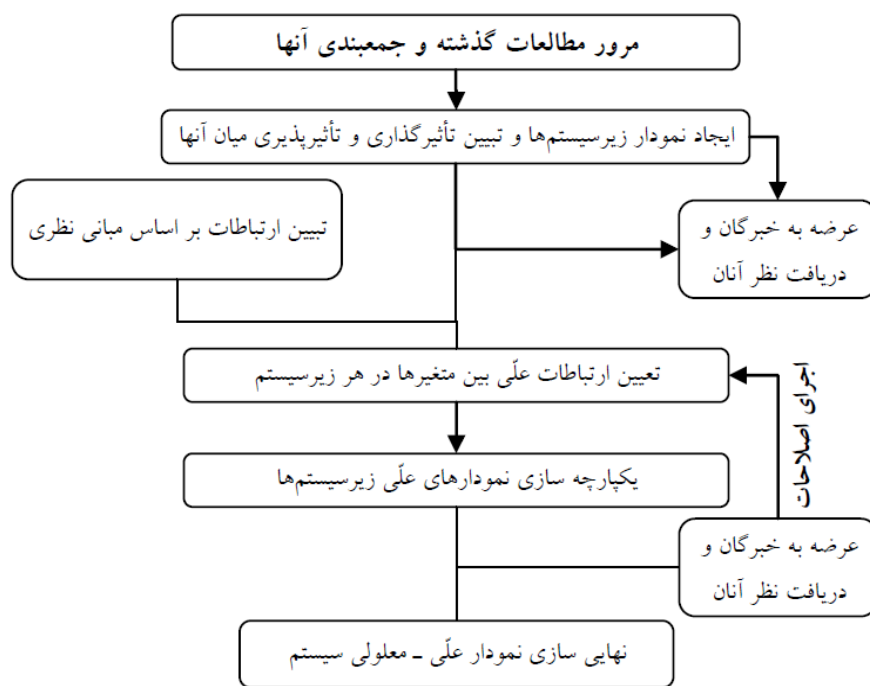 مرور مطالعات گذشته و جمعبندی آنها
ایجاد نمودار زیرسیستم‌ها و تبیین تأثیرگذاری و تأثیرپذیری میان آنها
تبیین ارتباطات بر اساس مبانی نظری
عرضه به خبرگان و
دریافت نظر آنان
تعیین ارتباطات علّی بین متغیرها در هر زیرسیستم
اجرای اصلاحات
یکپارچه سازی نمودارهای علّی زیرسیستم‌ها
عرضه به خبرگان و
دریافت نظر آنان
نهایی سازی نمودار علّی ـ معلولی سیستم